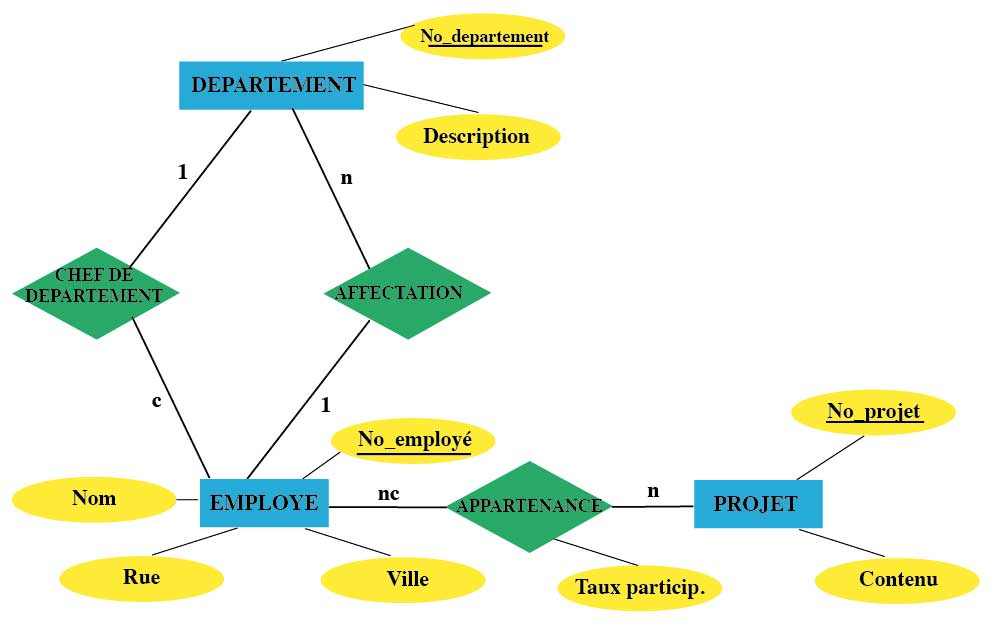 No_departement
DEPARTEMENT
Description
1
n
CHEF DE
DEPARTEMENT
AFFECTATION
c
1
No_projet
No_employé
Nom
EMPLOYE
nc
APPARTENANCE
n
PROJET
Rue
Ville
Taux particip.
Contenu